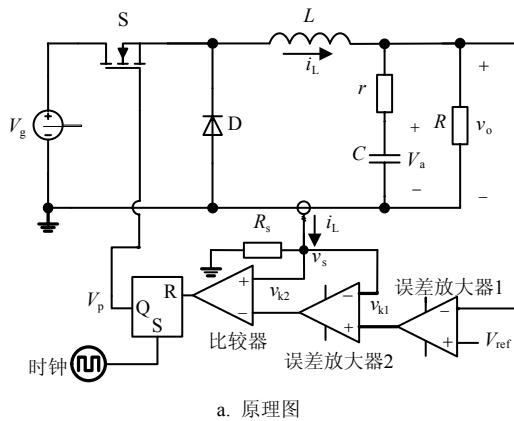 S
L
i_L
V_g
D
r
C
V_a
R
v_o
+
−
R_s
i_L
v_s
v_k2
v_k1
误差放大器1
V_p
Q
R
S
比较器
误差放大器2
V_ref
时钟
a. 原理图